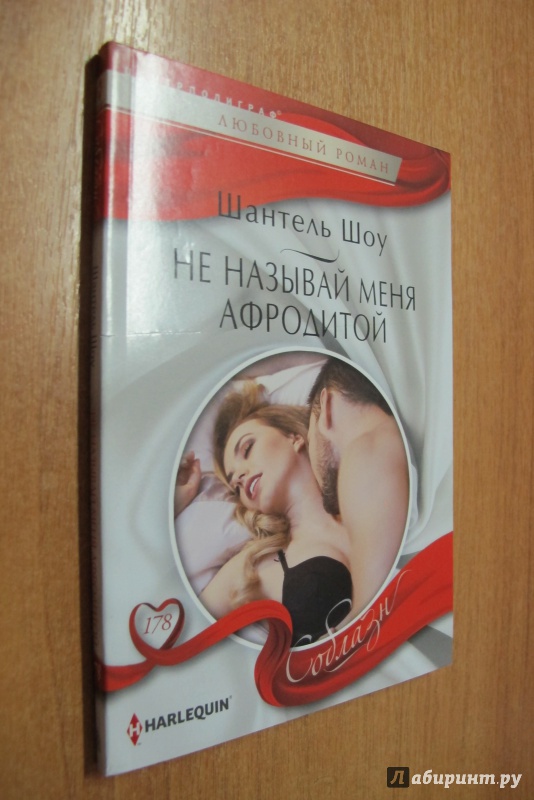 ЛЮБОВНЫЙ РОМАН
Шантель Шоу
НЕ НАЗЫВАЙ МЕНЯ
АФРОДИТОЙ
178
Соблазн
HARLEQUIN®
Лабиринт.ру